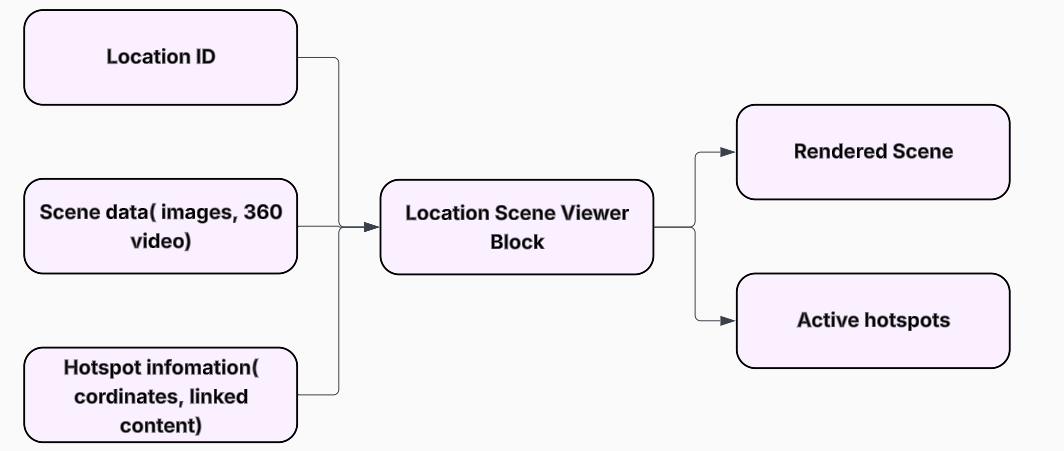 Location ID
Scene data( images, 360
video)
Hotspot infomation(
cordinates, linked
content)
Location Scene Viewer
Block
Rendered Scene
Active hotspots